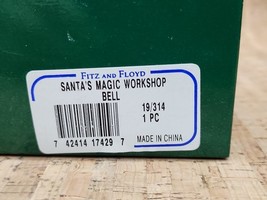 FITZ AND FLOYD
SANTA'S MAGIC WORKSHOP
BELL
19/314
1 PC
7 42414 17429 7
MADE IN CHINA